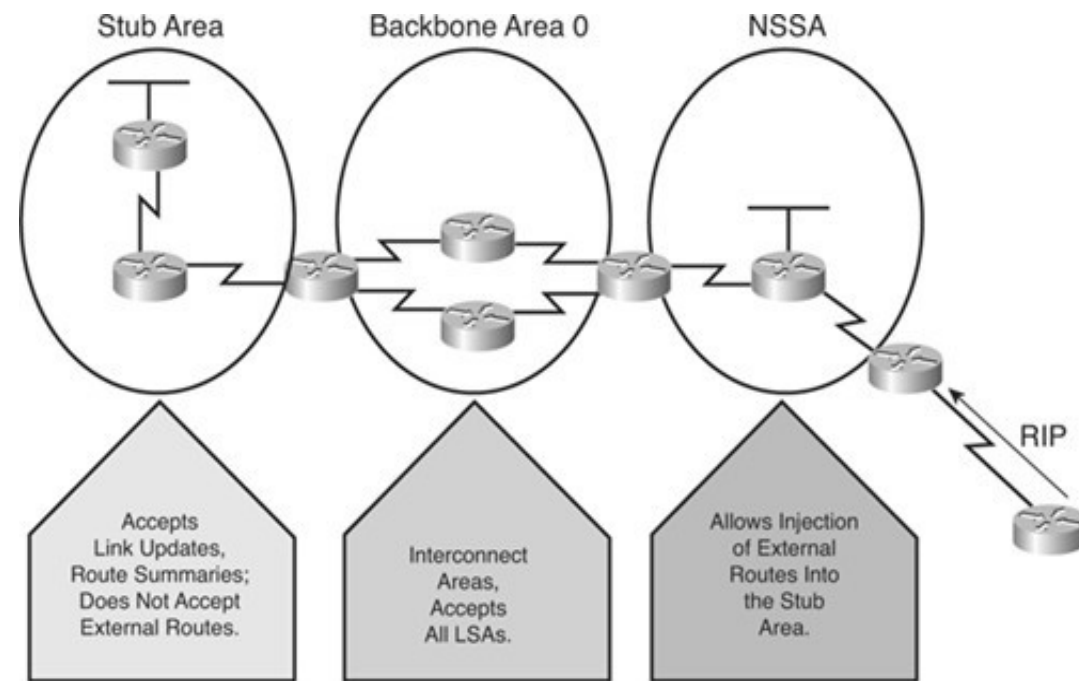 Stub Area
Backbone Area 0
NSSA
RIP
Accepts
Link Updates,
Route Summaries;
Does Not Accept
External Routes.
Interconnect
Areas,
Accepts
All LSAs.
Allows Injection
of External
Routes Into
the Stub
Area.